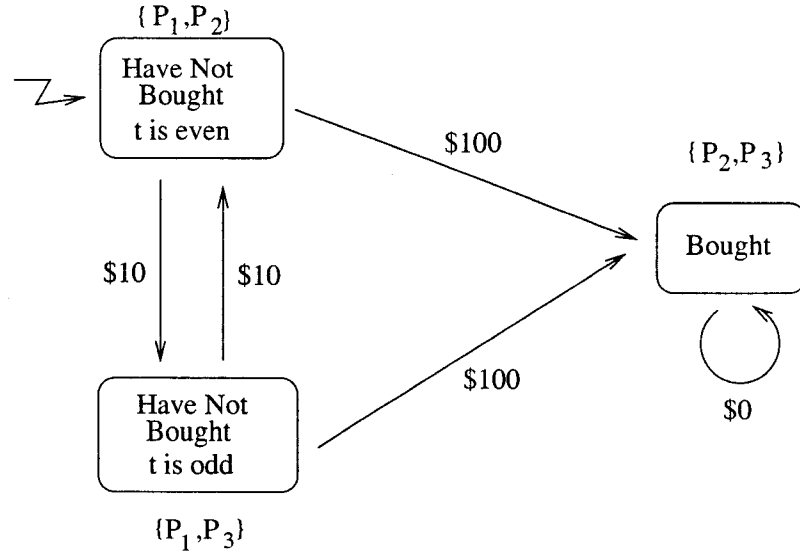 {P1,P2}
Have Not
Bought
t is even
$100
{P2,P3}
Bought
$10
$10
$100
$0
Have Not
Bought
t is odd
{P1,P3}